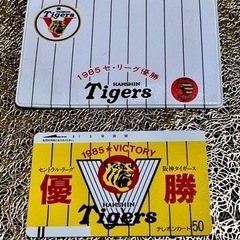 Tigers
1985 セ・リーグ優勝
HANSHIN
Tigers
1985★VICTORY
セントラル・リーグ
阪神タイガース
優
勝
HANSHIN
Tigers
テレホンカード 50